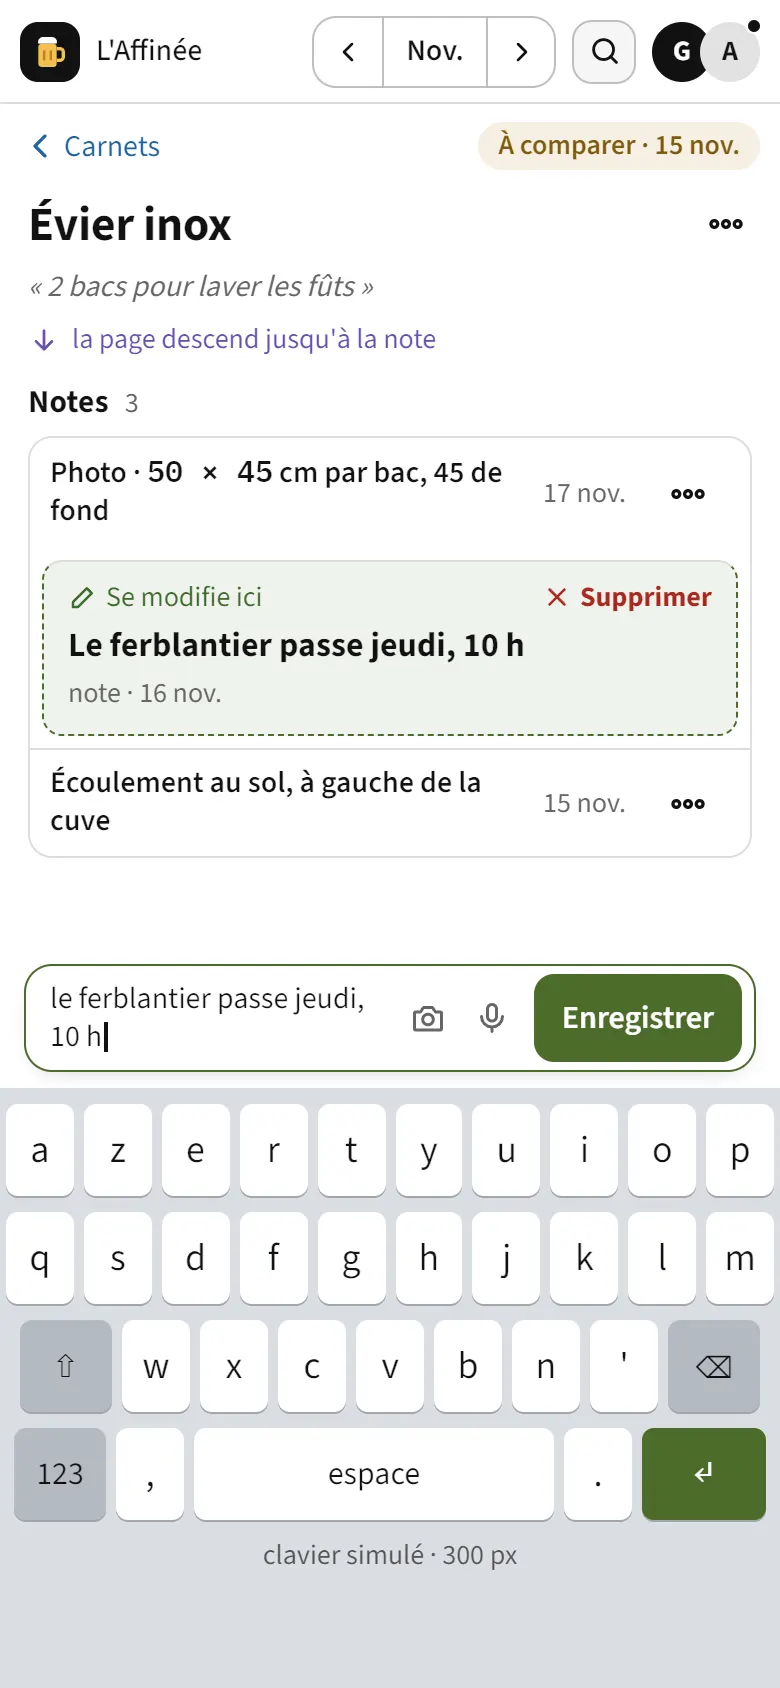 L'Affinée
Nov.
G
A
Carnets
À comparer · 15 nov.
Évier inox
« 2 bacs pour laver les fûts »
la page descend jusqu'à la note
Notes 3
Photo · 50 × 45 cm par bac, 45 de
fond
17 nov.
Se modifie ici
Supprimer
Le ferblantier passe jeudi, 10 h
note · 16 nov.
Écoulement au sol, à gauche de la
cuve
15 nov.
le ferblantier passe jeudi,
10 h
Enregistrer
a z e r t y u i o p
q s d f g h j k l m
⇧ w x c v b n ' ⌫
123 , espace . ↵
clavier simulé · 300 px